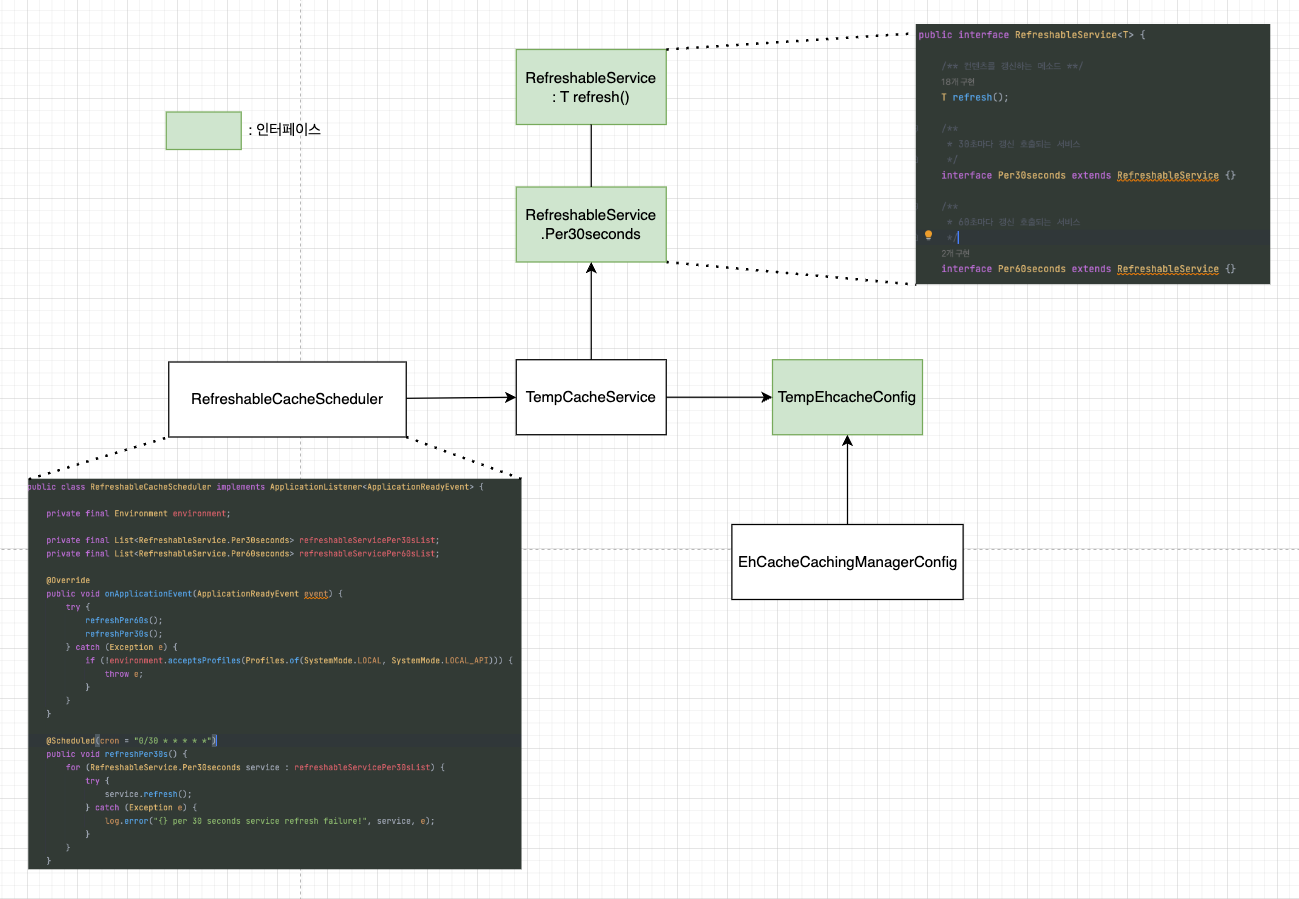 : 인터페이스
RefreshableService
: T refresh()
RefreshableService
.Per30seconds
public interface RefreshableService<T> {
/** 컨텐츠를 갱신하는 메소드 **/
18개 구현
T refresh();
/**
* 30초마다 갱신 호출되는 서비스
*/
interface Per30seconds extends RefreshableService {}
/**
* 60초마다 갱신 호출되는 서비스
*/
2개 구현
interface Per60seconds extends RefreshableService {}
RefreshableCacheScheduler
TempCacheService
TempEhcacheConfig
EhCacheCachingManagerConfig
public class RefreshableCacheScheduler implements ApplicationListener<ApplicationReadyEvent> {
private final Environment environment;
private final List<RefreshableService.Per30seconds> refreshableServicePer30sList;
private final List<RefreshableService.Per60seconds> refreshableServicePer60sList;
@Override
public void onApplicationEvent(ApplicationReadyEvent event) {
try {
refreshPer60s();
refreshPer30s();
} catch (Exception e) {
if (!environment.acceptsProfiles(Profiles.of(SystemMode.LOCAL, SystemMode.LOCAL_API))) {
throw e;
}
}
}
@Scheduled(cron = "0/30 * * * * *")
public void refreshPer30s() {
for (RefreshableService.Per30seconds service : refreshableServicePer30sList) {
try {
service.refresh();
} catch (Exception e) {
log.error("{} per 30 seconds service refresh failure!", service, e);
}
}
}